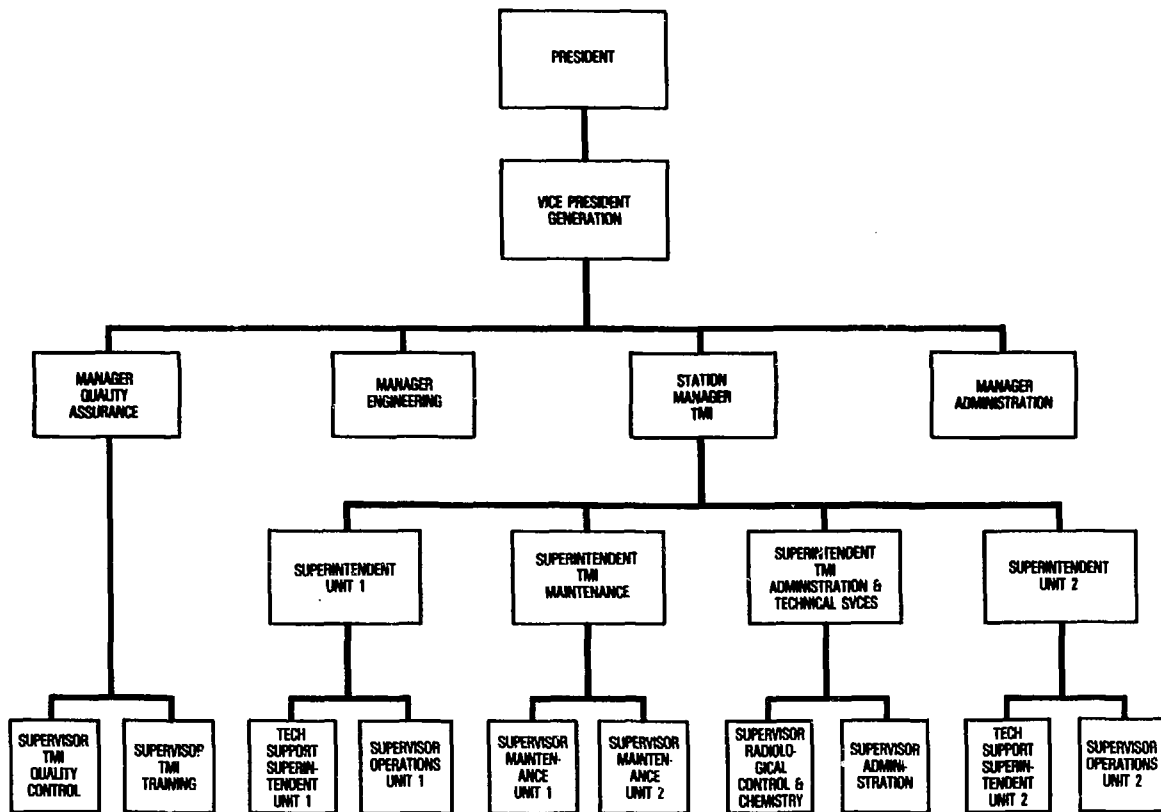 PRESIDENT
VICE PRESIDENT
GENERATION
MANAGER
QUALITY
ASSURANCE
MANAGER
ENGINEERING
STATION
MANAGER
TMI
MANAGER
ADMINISTRATION
SUPERINTENDENT
UNIT 1
SUPERINTENDENT
TMI
MAINTENANCE
SUPERINTENDENT
TMI
ADMINISTRATION &
TECHNICAL SVCES
SUPERINTENDENT
UNIT 2
SUPERVISOR
TMI
QUALITY
CONTROL
SUPERVISOR
TMI
TRAINING
TECH
SUPPORT
SUPERIN-
TENDENT
UNIT 1
SUPERVISOR
OPERATIONS
UNIT 1
SUPERVISOR
MAINTEN-
ANCE
UNIT 1
SUPERVISOR
MAINTEN-
ANCE
UNIT 2
SUPERVISOR
RADIOLO-
GICAL
CONTROL &
CHEMISTRY
SUPERVISOR
ADMINI-
STRATION
TECH
SUPPORT
SUPERIN-
TENDENT
UNIT 2
SUPERVISOR
OPERATIONS
UNIT 2